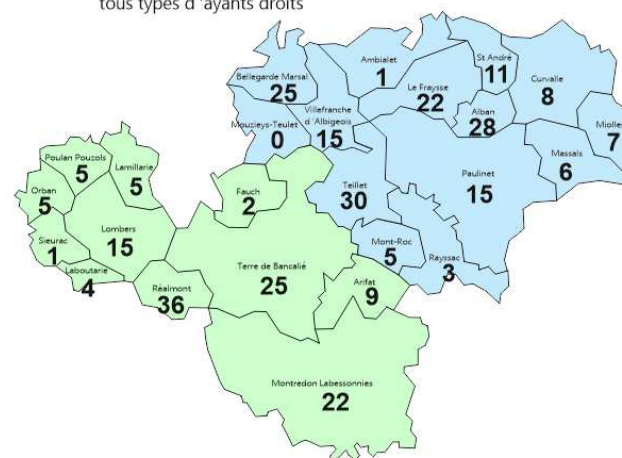 tous types d 'ayants droits
Ambialet
1
St André
11
Bellegarde Marsal
25
Le Fraysse
22
Curvalle
8
Villefranche
d 'Albigeois
15
Alban
28
Mouzieys-Teulet
0
Miolles
7
Massals
6
Poulan Pouzols
5
Lamillarie
5
Paulinet
15
Teillet
30
Orban
5
Fauch
2
Lombers
15
Mont-Roc
5
Sieurac
1
Rayssac
3
Laboutarie
4
Terre de Bancalié
25
Réalmont
36
Arifat
9
Montredon Labessonnies
22